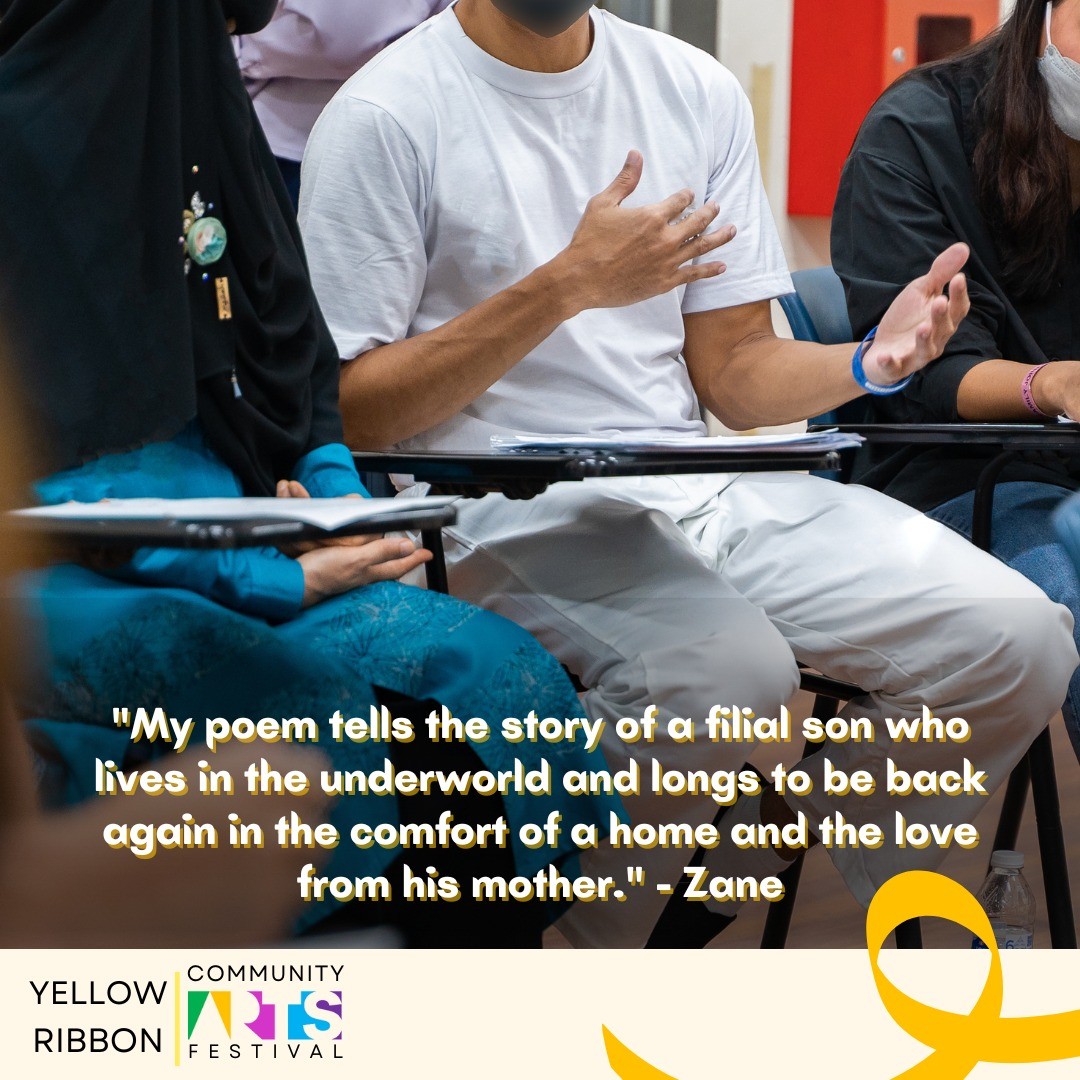 "My poem tells the story of a filial son who
lives in the underworld and longs to be back
again in the comfort of a home and the love
from his mother." - Zane
YELLOW
RIBBON
COMMUNITY
ARTS
FESTIVAL